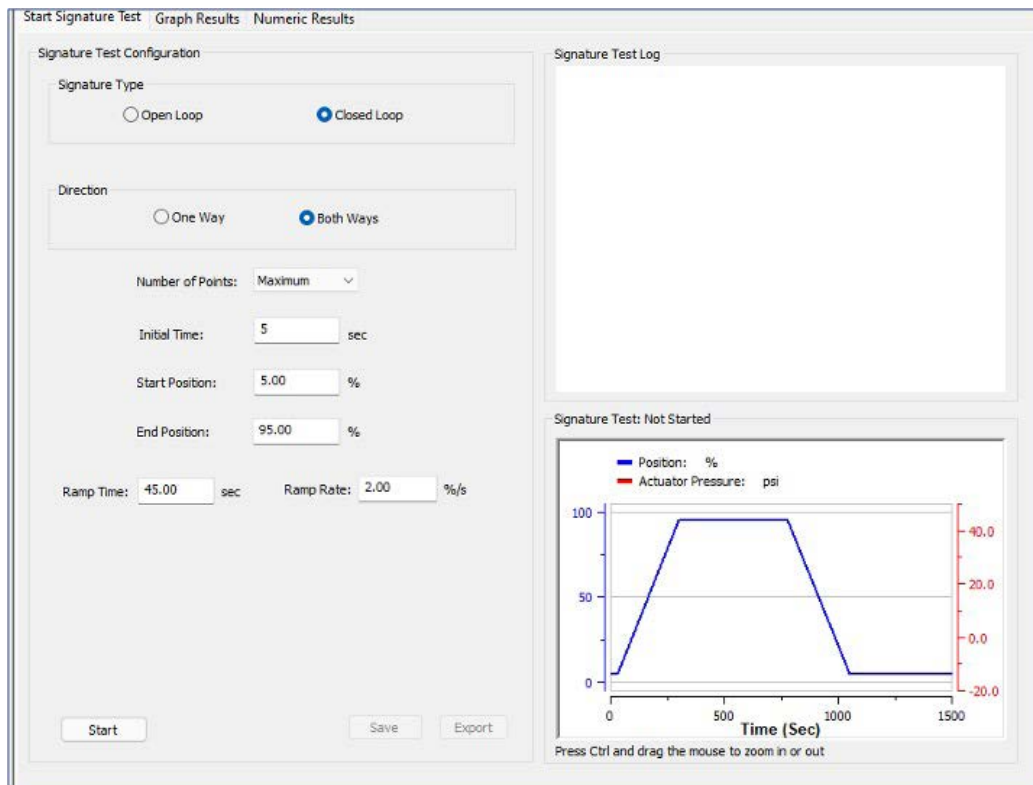 Start Signature Test Graph Results Numeric Results
Signature Test Configuration
Signature Type
Open Loop Closed Loop
Direction
One Way Both Ways
Number of Points: Maximum
Initial Time: 5 sec
Start Position: 5.00 %
End Position: 95.00 %
Ramp Time: 45.00 sec Ramp Rate: 2.00 %/s
Start Save Export
Signature Test Log
Signature Test: Not Started
Position: %
Actuator Pressure: psi
100
50
0
40.0
20.0
0.0
-20.0
0 500 1000 1500
Time (Sec)
Press Ctrl and drag the mouse to zoom in or out